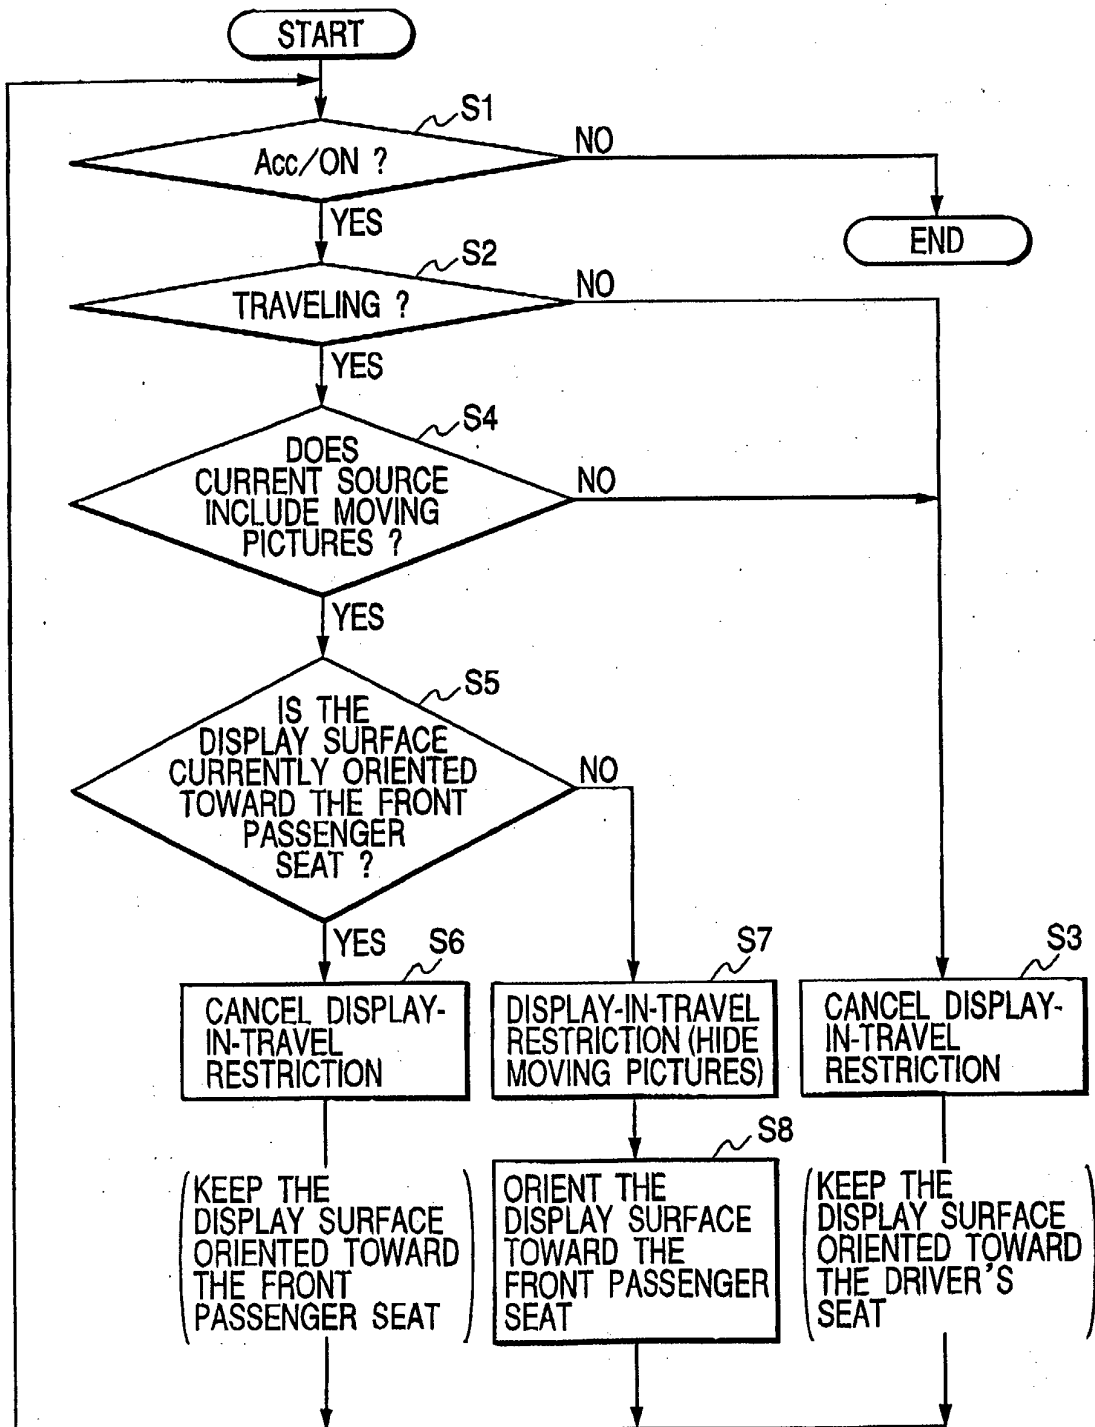 START
S1
Acc/ON ?
NO
YES
END
S2
TRAVELING ?
NO
YES
S4
DOES
CURRENT SOURCE
INCLUDE MOVING
PICTURES ?
NO
YES
S5
IS THE
DISPLAY SURFACE
CURRENTLY ORIENTED
TOWARD THE FRONT
PASSENGER
SEAT ?
NO
YES
S6
CANCEL DISPLAY-
IN-TRAVEL
RESTRICTION
S7
DISPLAY-IN-TRAVEL
RESTRICTION (HIDE
MOVING PICTURES)
S3
CANCEL DISPLAY-
IN-TRAVEL
RESTRICTION
(KEEP THE
DISPLAY SURFACE
ORIENTED TOWARD
THE FRONT
PASSENGER SEAT)
S8
ORIENT THE
DISPLAY SURFACE
TOWARD THE
FRONT PASSENGER
SEAT
(KEEP THE
DISPLAY SURFACE
ORIENTED TOWARD
THE DRIVER'S
SEAT)